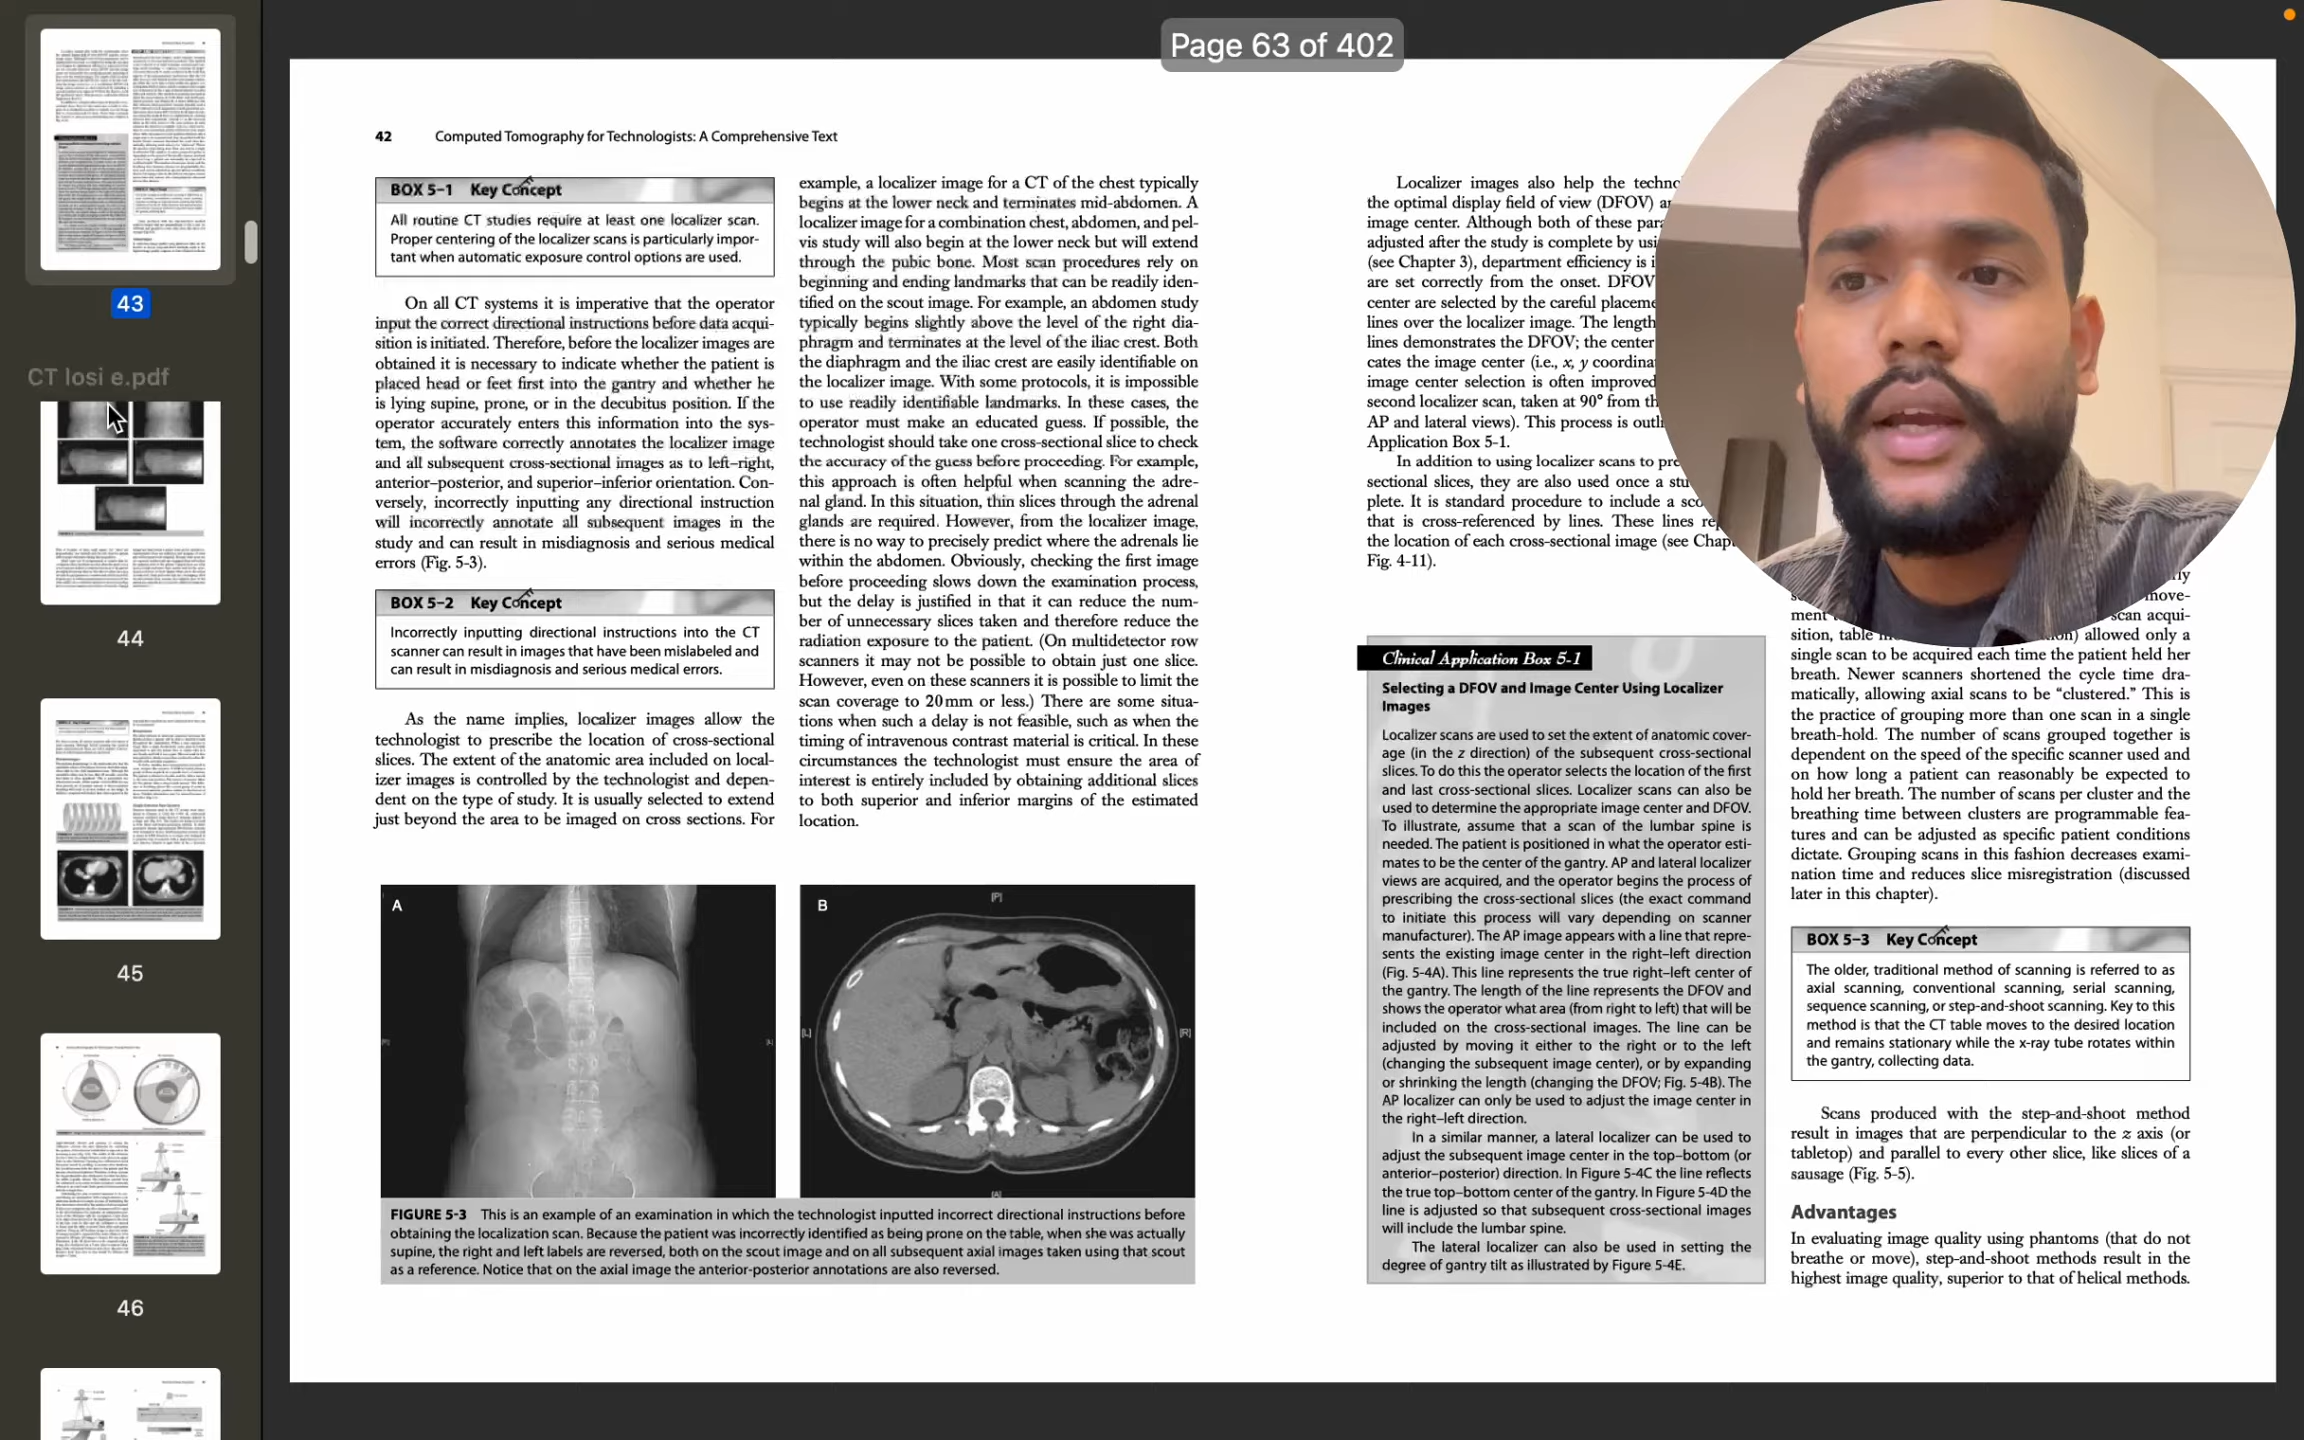 Page 63 of 402
43
CT losi e.pdf
44
45
46
42 Computed Tomography for Technologists: A Comprehensive Text
BOX 5-1 Key Concept
All routine CT studies require at least one localizer scan.
Proper centering of the localizer scans is particularly impor-
tant when automatic exposure control options are used.
On all CT systems it is imperative that the operator
input the correct directional instructions before data acqui-
sition is initiated. Therefore, before the localizer images are
obtained it is necessary to indicate whether the patient is
placed head or feet first into the gantry and whether he
is lying supine, prone, or in the decubitus position. If the
operator accurately enters this information into the sys-
tem, the software correctly annotates the localizer image
and all subsequent cross-sectional images as to left–right,
anterior–posterior, and superior–inferior orientation. Con-
versely, incorrectly inputting any directional instruction
will incorrectly annotate all subsequent images in the
study and can result in misdiagnosis and serious medical
errors (Fig. 5-3).
BOX 5-2 Key Concept
Incorrectly inputting directional instructions into the CT
scanner can result in images that have been mislabeled and
can result in misdiagnosis and serious medical errors.
As the name implies, localizer images allow the
technologist to prescribe the location of cross-sectional
slices. The extent of the anatomic area included on local-
izer images is controlled by the technologist and depen-
dent on the type of study. It is usually selected to extend
just beyond the area to be imaged on cross sections. For
example, a localizer image for a CT of the chest typically
begins at the lower neck and terminates mid-abdomen. A
localizer image for a combination chest, abdomen, and pel-
vis study will also begin at the lower neck but will extend
through the pubic bone. Most scan procedures rely on
beginning and ending landmarks that can be readily iden-
tified on the scout image. For example, an abdomen study
typically begins slightly above the level of the right dia-
phragm and terminates at the level of the iliac crest. Both
the diaphragm and the iliac crest are easily identifiable on
the localizer image. With some protocols, it is impossible
to use readily identifiable landmarks. In these cases, the
operator must make an educated guess. If possible, the
technologist should take one cross-sectional slice to check
the accuracy of the guess before proceeding. For example,
this approach is often helpful when scanning the adre-
nal gland. In this situation, thin slices through the adrenal
glands are required. However, from the localizer image,
there is no way to precisely predict where the adrenals lie
within the abdomen. Obviously, checking the first image
before proceeding slows down the examination process,
but the delay is justified in that it can reduce the num-
ber of unnecessary slices taken and therefore reduce the
radiation exposure to the patient. (On multidetector row
scanners it may not be possible to obtain just one slice.
However, even on these scanners it is possible to limit the
scan coverage to 20mm or less.) There are some situa-
tions when such a delay is not feasible, such as when the
timing of intravenous contrast material is critical. In these
circumstances the technologist must ensure the area of
interest is entirely included by obtaining additional slices
to both superior and inferior margins of the estimated
location.
A
[L]
B
[P]
[L]
[R]
[A]
FIGURE 5-3 This is an example of an examination in which the technologist inputted incorrect directional instructions before
obtaining the localization scan. Because the patient was incorrectly identified as being prone on the table, when she was actually
supine, the right and left labels are reversed, both on the scout image and on all subsequent axial images taken using that scout
as a reference. Notice that on the axial image the anterior-posterior annotations are also reversed.
Localizer images also help the
the optimal display field of view (DFOV)
image center. Although both of these
adjusted after the study is complete by
(see Chapter 3), department efficiency is
are set correctly from the onset. DFOV
center are selected by the careful
lines over the localizer image. The length
lines demonstrates the DFOV; the center
cates the image center (i.e., x, y
image center selection is often improved
second localizer scan, taken at 90° from
AP and lateral views). This process is
Application Box 5-1.
In addition to using localizer scans to
sectional slices, they are also used once a
plete. It is standard procedure to include a
that is cross-referenced by lines. These lines
the location of each cross-sectional image (see
Fig. 4-11).
Clinical Application Box 5-1
Selecting a DFOV and Image Center Using Localizer
Images
Localizer scans are used to set the extent of anatomic cover-
age (in the z direction) of the subsequent cross-sectional
slices. To do this the operator selects the location of the first
and last cross-sectional slices. Localizer scans can also be
used to determine the appropriate image center and DFOV.
To illustrate, assume that a scan of the lumbar spine is
needed. The patient is positioned in what the operator esti-
mates to be the center of the gantry. AP and lateral localizer
views are acquired, and the operator begins the process of
prescribing the cross-sectional slices (the exact command
to initiate this process will vary depending on scanner
manufacturer). The AP image appears with a line that repre-
sents the existing image center in the right–left direction
(Fig. 5-4A). This line represents the true right–left center of
the gantry. The length of the line represents the DFOV and
shows the operator what area (from right to left) that will be
included on the cross-sectional images. The line can be
adjusted by moving it either to the right or to the left
(changing the subsequent image center), or by expanding
or shrinking the length (changing the DFOV; Fig. 5-4B). The
AP localizer can only be used to adjust the image center in
the right–left direction.
In a similar manner, a lateral localizer can be used to
adjust the subsequent image center in the top–bottom (or
anterior–posterior) direction. In Figure 5-4C the line reflects
the true top–bottom center of the gantry. In Figure 5-4D the
line is adjusted so that subsequent cross-sectional images
will include the lumbar spine.
The lateral localizer can also be used in setting the
degree of gantry tilt as illustrated by Figure 5-4E.
move-
ment scan acqui-
sition, table allowed only a
single scan to be acquired each time the patient held her
breath. Newer scanners shortened the cycle time dra-
matically, allowing axial scans to be “clustered.” This is
the practice of grouping more than one scan in a single
breath-hold. The number of scans grouped together is
dependent on the speed of the specific scanner used and
on how long a patient can reasonably be expected to
hold her breath. The number of scans per cluster and the
breathing time between clusters are programmable fea-
tures and can be adjusted as specific patient conditions
dictate. Grouping scans in this fashion decreases exami-
nation time and reduces slice misregistration (discussed
later in this chapter).
BOX 5-3 Key Concept
The older, traditional method of scanning is referred to as
axial scanning, conventional scanning, serial scanning,
sequence scanning, or step-and-shoot scanning. Key to this
method is that the CT table moves to the desired location
and remains stationary while the x-ray tube rotates within
the gantry, collecting data.
Scans produced with the step-and-shoot method
result in images that are perpendicular to the z axis (or
tabletop) and parallel to every other slice, like slices of a
sausage (Fig. 5-5).
Advantages
In evaluating image quality using phantoms (that do not
breathe or move), step-and-shoot methods result in the
highest image quality, superior to that of helical methods.